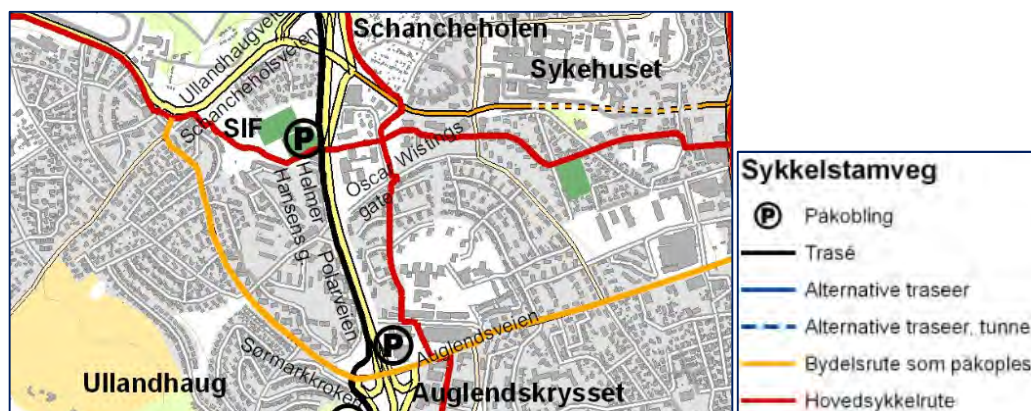 Schancheholen
Ullandhaugveien
Sykehuset
Schancheholsveien
SIF
P
Oscar Wistings
gate
Helmer
Hansens g
Polarveien
P
Auglendsveien
Sørmarkkroken
Ullandhaug
Auglendskrysset
Sykkelstamveg
P Påkobling
Trasé
Alternative traseer
Alternative traseer, tunne
Bydelsrute som påkoples
Hovedsykkelrute